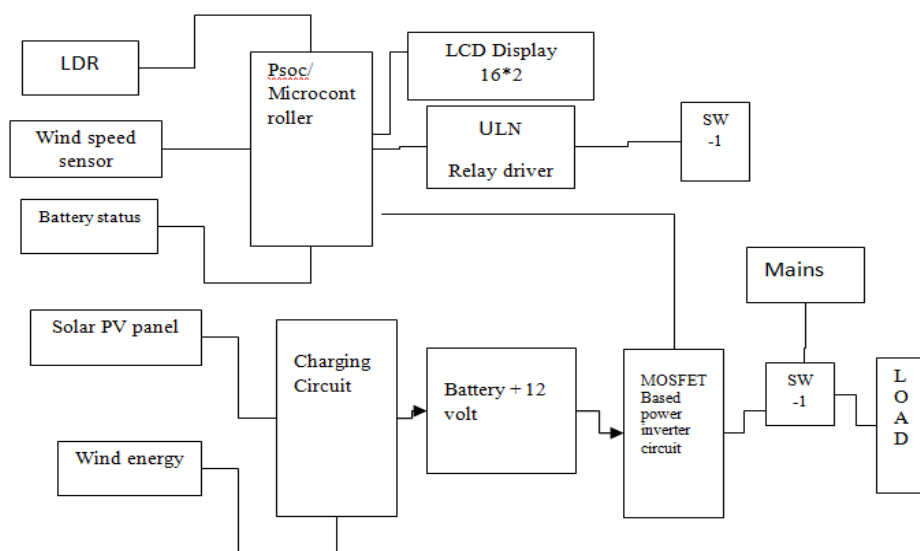 LDR
Psoc/
Microcont
roller
LCD Display
16*2
Wind speed
sensor
ULN
Relay driver
SW
-1
Battery status
Mains
Solar PV panel
Charging
Circuit
Battery + 12
volt
MOSFET
Based
power
inverter
circuit
SW
-1
L
O
A
D
Wind energy